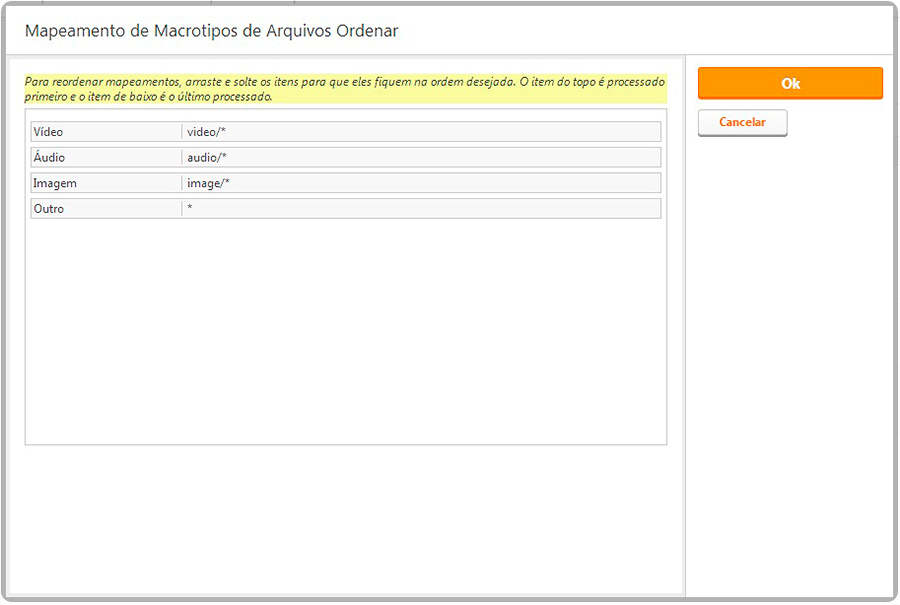 Mapeamento de Macrotipos de Arquivos Ordenar
Para reordenar mapeamentos, arraste e solte os itens para que eles fiquem na ordem desejada. O item do topo é processado
primeiro e o item de baixo é o último processado.
Ok
Cancelar
Vídeo video/*
Áudio audio/*
Imagem image/*
Outro *